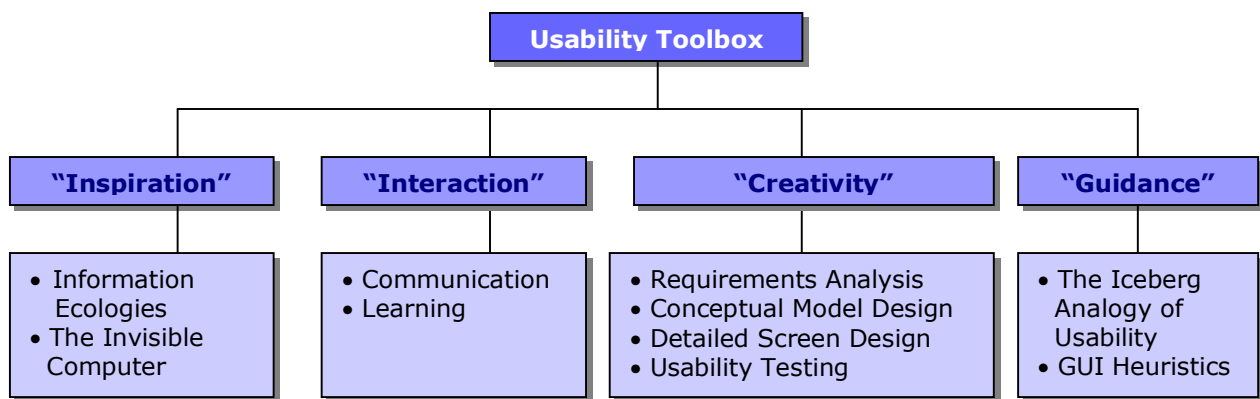 Usability Toolbox
“Inspiration”
“Interaction”
“Creativity”
“Guidance”
• Information
Ecologies
• The Invisible
Computer
• Communication
• Learning
• Requirements Analysis
• Conceptual Model Design
• Detailed Screen Design
• Usability Testing
• The Iceberg
Analogy of
Usability
• GUI Heuristics